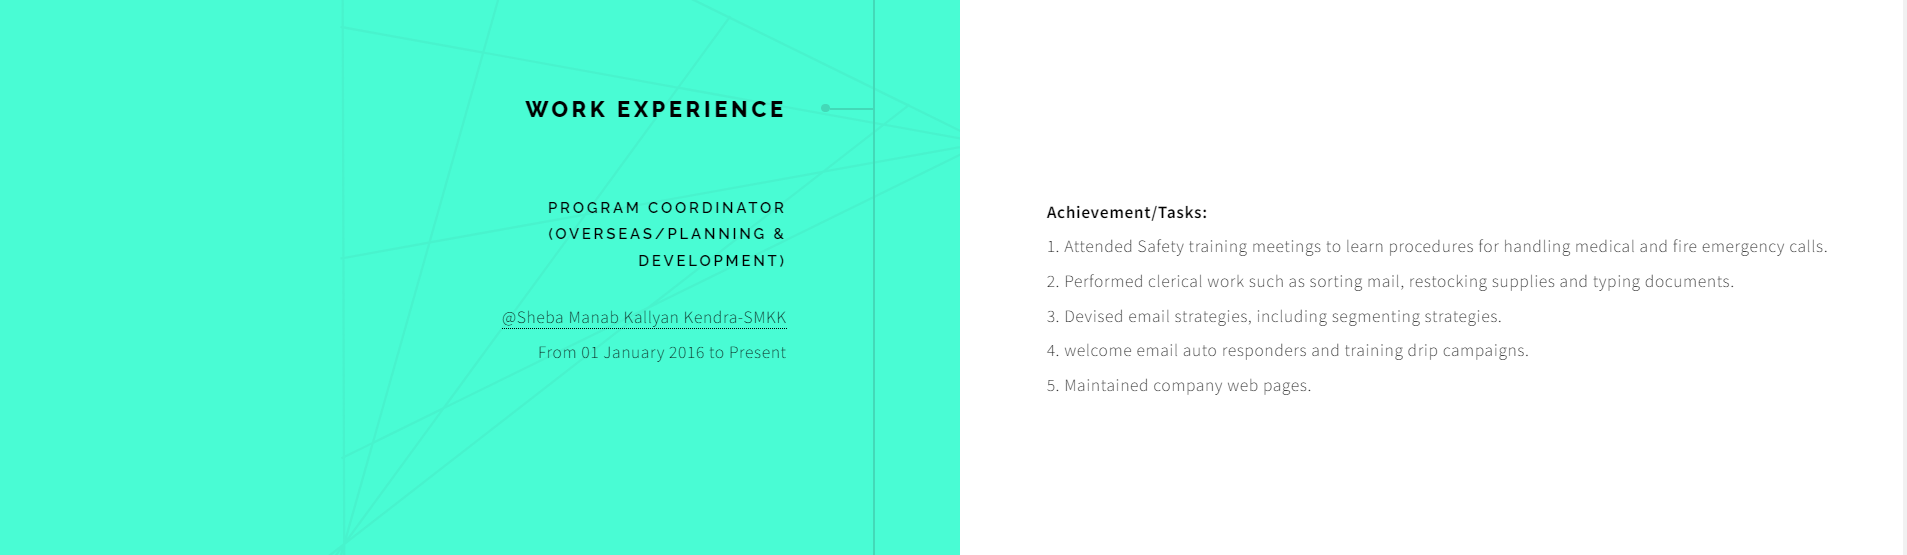 WORK EXPERIENCE
PROGRAM COORDINATOR
(OVERSEAS/PLANNING &
DEVELOPMENT)
@Sheba Manab Kallyan Kendra-SMKK
From 01 January 2016 to Present
Achievement/Tasks:
1. Attended Safety training meetings to learn procedures for handling medical and fire emergency calls.
2. Performed clerical work such as sorting mail, restocking supplies and typing documents.
3. Devised email strategies, including segmenting strategies.
4. welcome email auto responders and training drip campaigns.
5. Maintained company web pages.